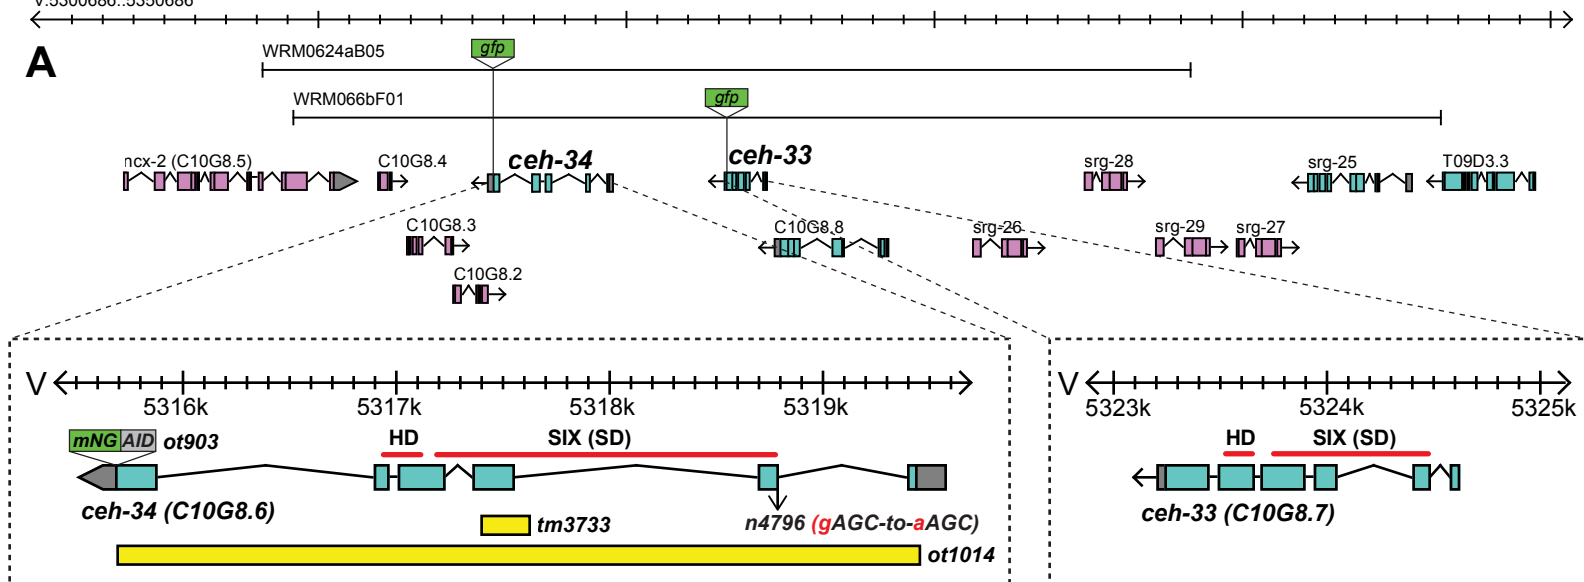 V:5300686..5350686
A
WRM0624aB05
gfp
WRM066bF01
gfp
ncx-2 (C10G8.5)
C10G8.4
ceh-34
ceh-33
srg-28
srg-25
T09D3.3
C10G8.3
C10G8.8
srg-26
srg-29
srg-27
C10G8.2
V
5316k
5317k
5318k
5319k
V
5323k
5324k
5325k
mNG AID ot903
HD
SIX (SD)
HD
SIX (SD)
ceh-34 (C10G8.6)
n4796 (gAGC-to-aAGC)
ceh-33 (C10G8.7)
tm3733
ot1014